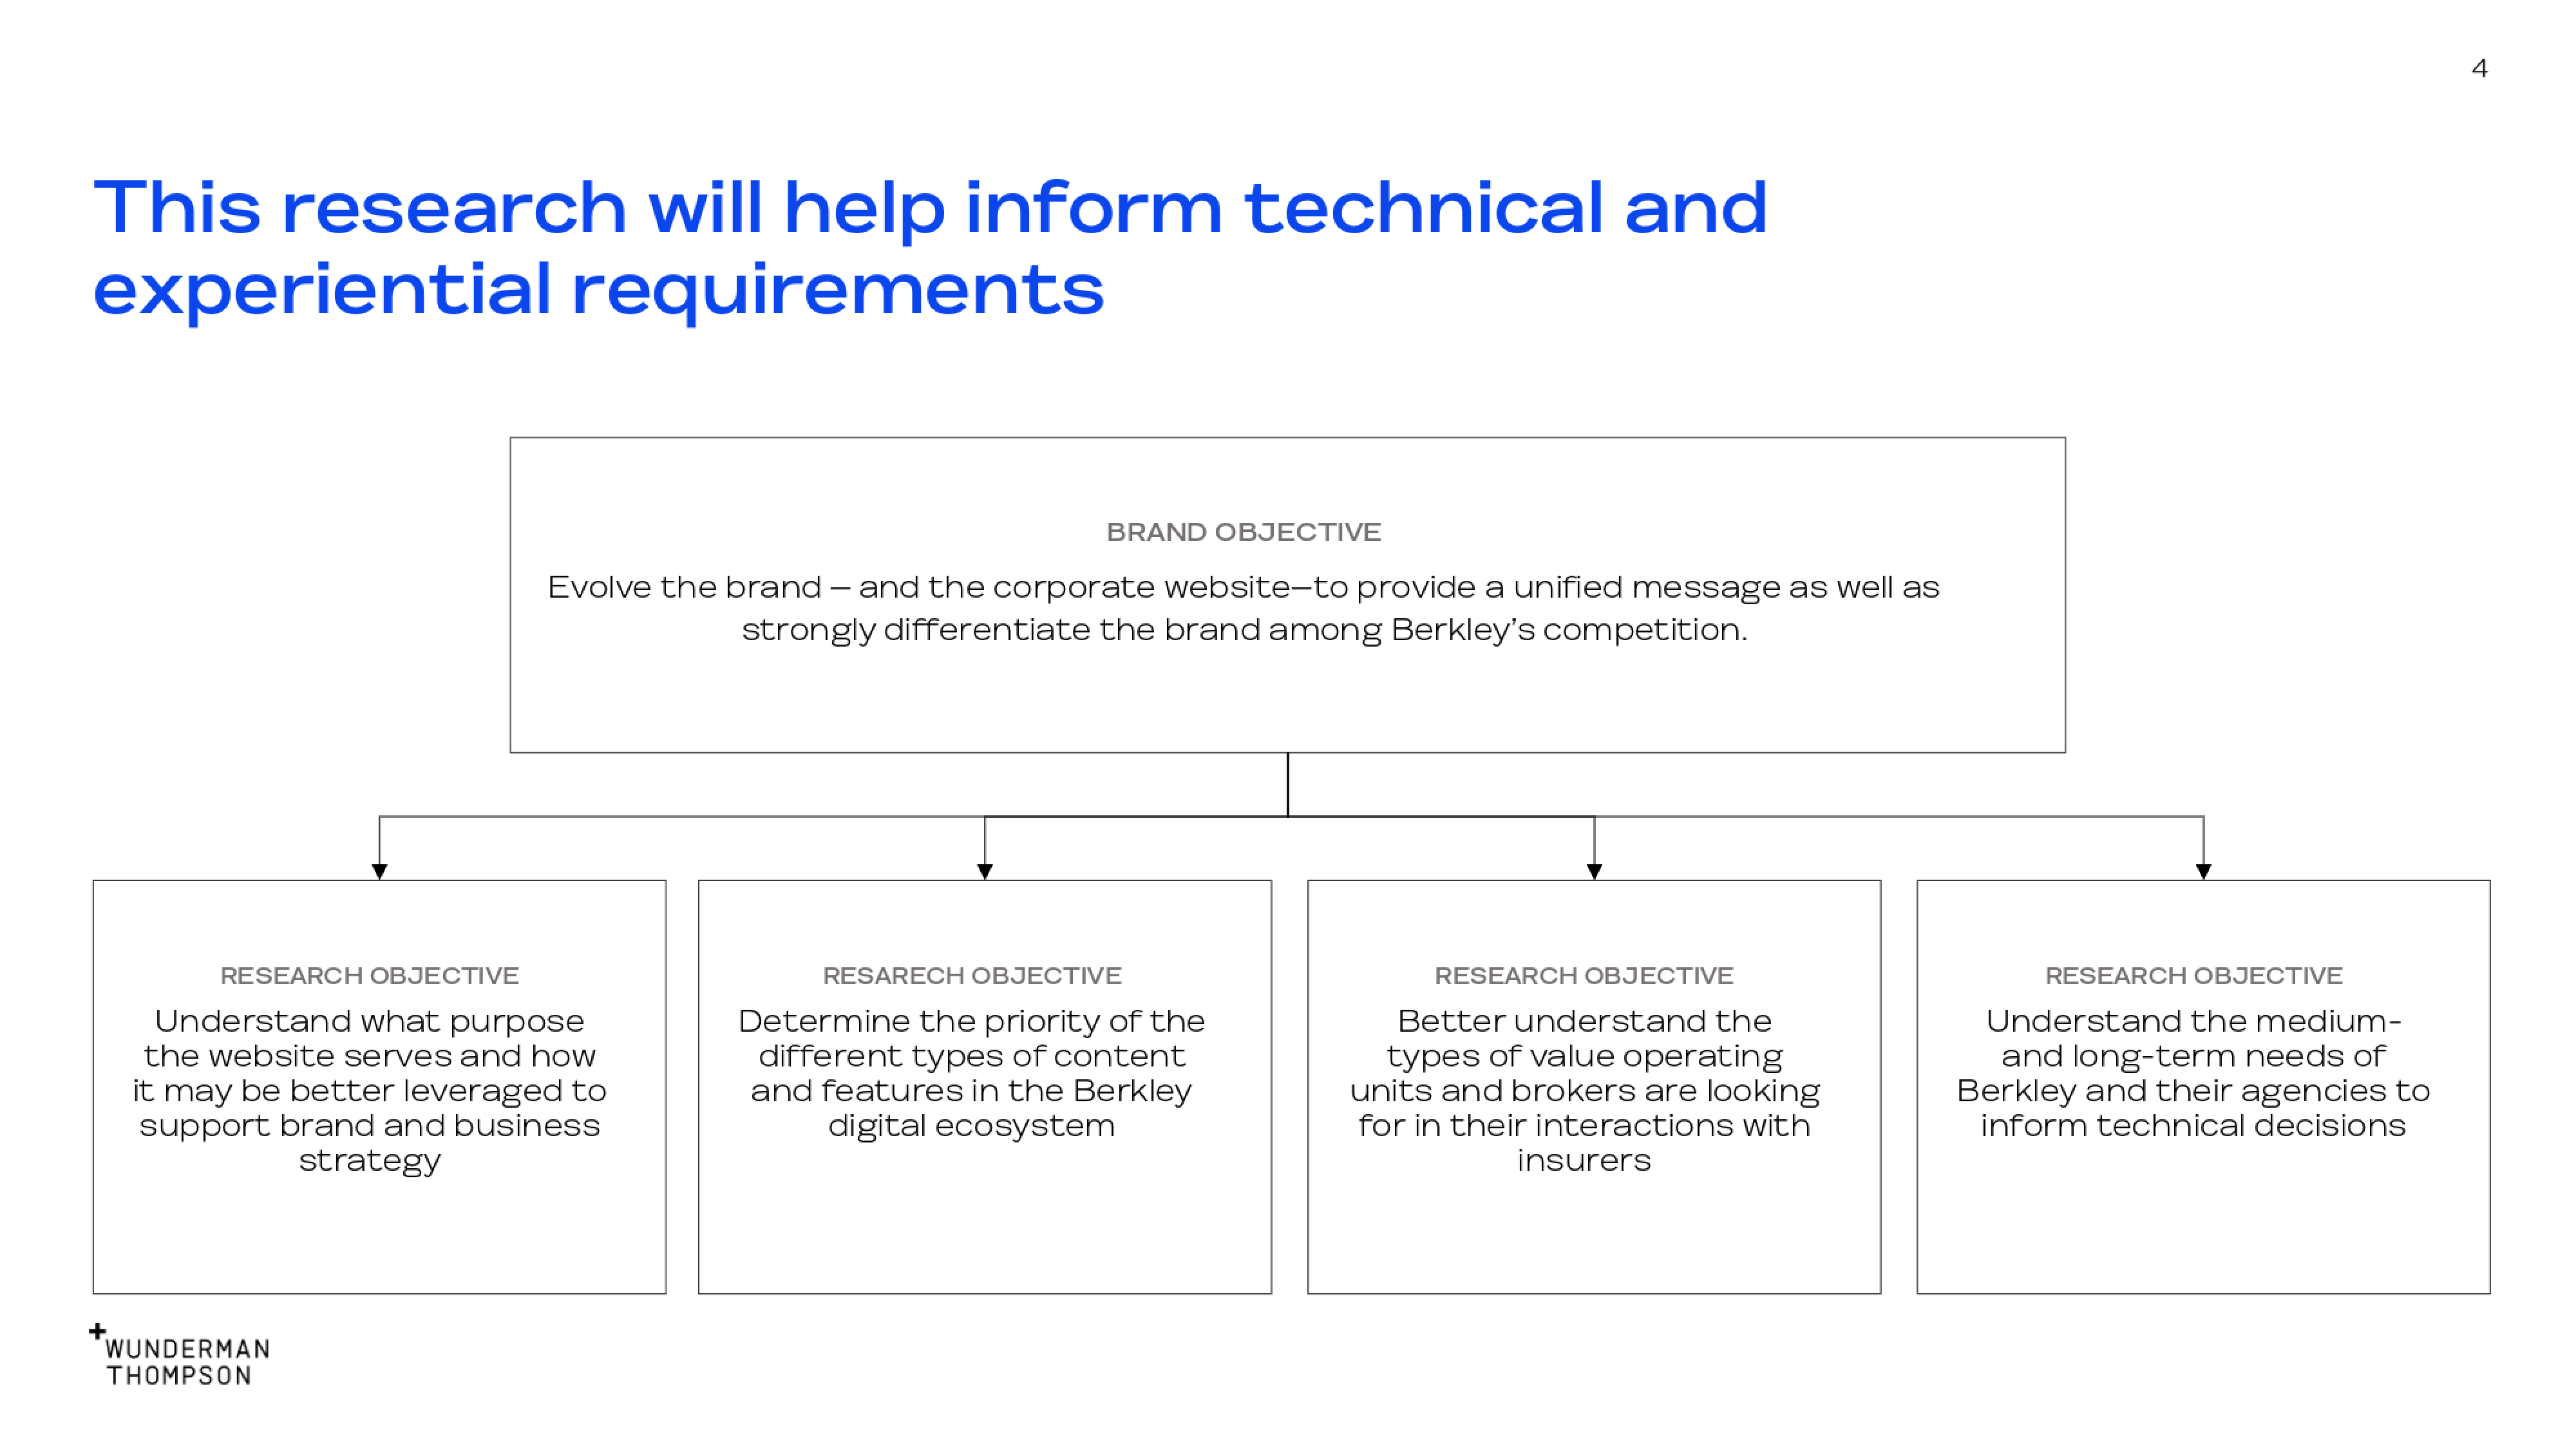 4
This research will help inform technical and
experiential requirements
BRAND OBJECTIVE
Evolve the brand – and the corporate website–to provide a unified message as well as
strongly differentiate the brand among Berkley’s competition.
RESEARCH OBJECTIVE
Understand what purpose
the website serves and how
it may be better leveraged to
support brand and business
strategy
RESARECH OBJECTIVE
Determine the priority of the
different types of content
and features in the Berkley
digital ecosystem
RESEARCH OBJECTIVE
Better understand the
types of value operating
units and brokers are looking
for in their interactions with
insurers
RESEARCH OBJECTIVE
Understand the medium-
and long-term needs of
Berkley and their agencies to
inform technical decisions
+WUNDERMAN
THOMPSON